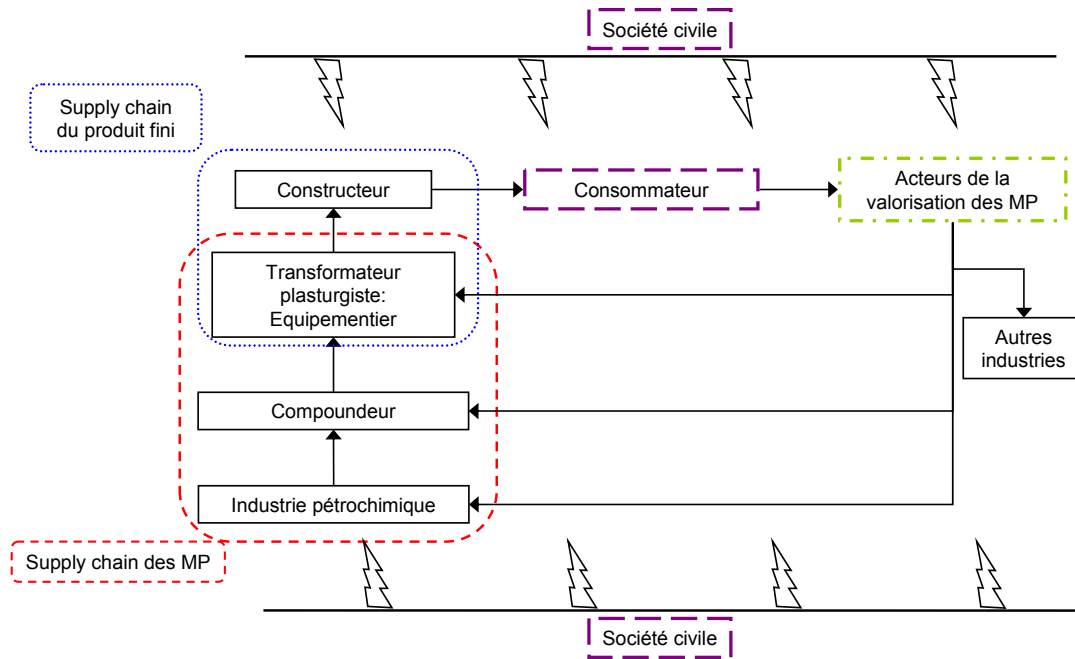 Société civile
Supply chain
du produit fini
Constructeur
Consommateur
Acteurs de la
valorisation des MP
Transformateur
plasturgiste:
Equipementier
Autres
industries
Compoundeur
Industrie pétrochimique
Supply chain des MP
Société civile